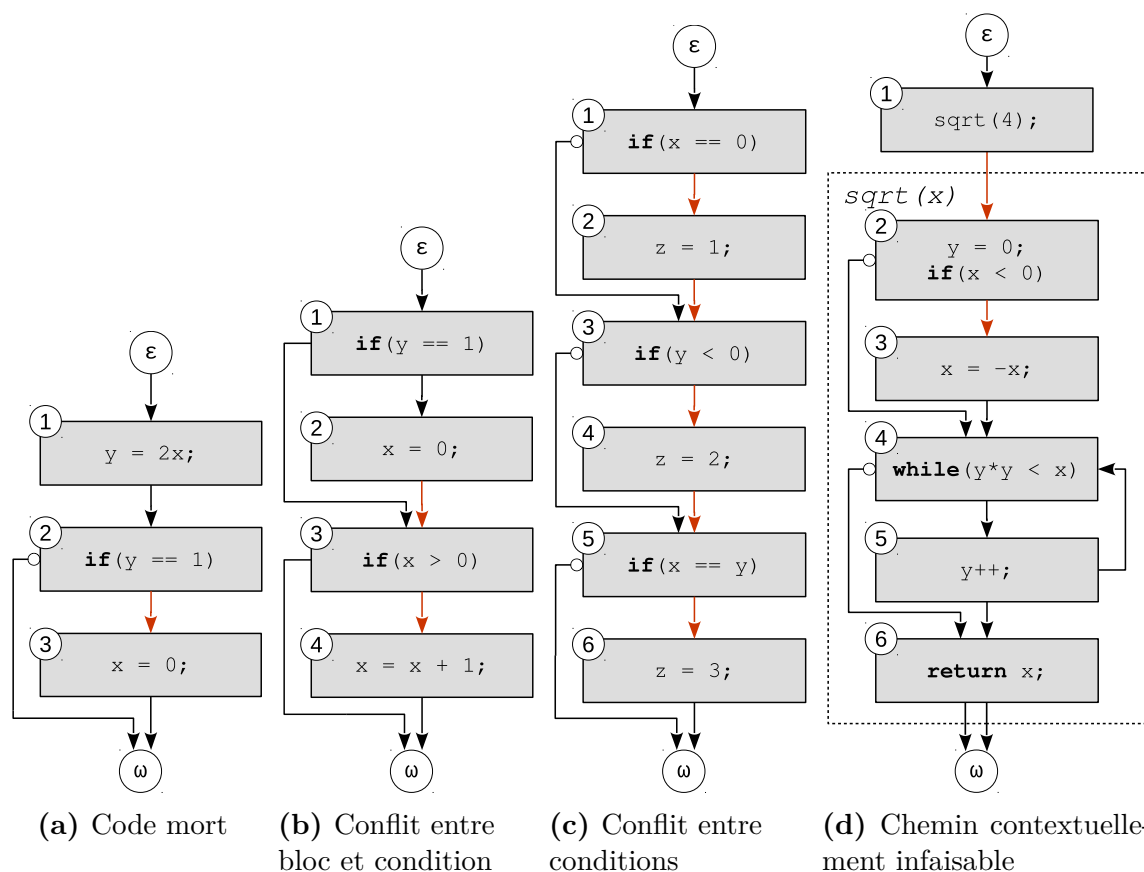 ε
1
y = 2x;
2
if(y == 1)
3
x = 0;
ω
(a) Code mort
ε
1
if(y == 1)
2
x = 0;
3
if(x > 0)
4
x = x + 1;
ω
(b) Conflit entre
bloc et condition
ε
1
if(x == 0)
2
z = 1;
3
if(y < 0)
4
z = 2;
5
if(x == y)
6
z = 3;
ω
(c) Conflit entre
conditions
ε
1
sqrt(4);
sqrt(x)
2
y = 0;
if(x < 0)
3
x = -x;
4
while(y*y < x)
5
y++;
6
return x;
ω
(d) Chemin contextuelle-
ment infaisable